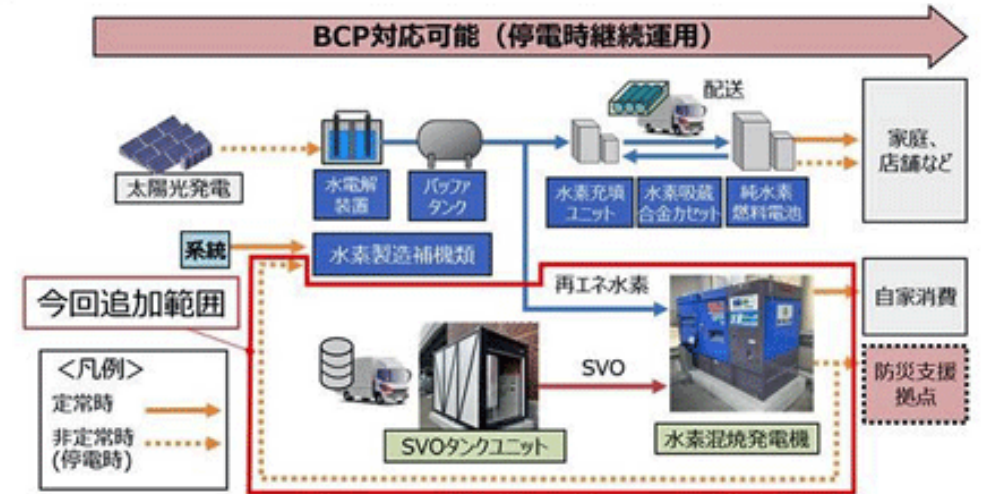 BCP対応可能（停電時継続運用）
配送
太陽光発電
水電解
装置
バッファ
タンク
水素充填
ユニット
水素吸蔵
合金カセット
純水素
燃料電池
家庭、
店舗など
系統
水素製造補機類
今回追加範囲
再エネ水素
自家消費
<凡例>
定常時
非定常時
(停電時)
SVO
防災支援
拠点
SVOタンクユニット
水素混焼発電機